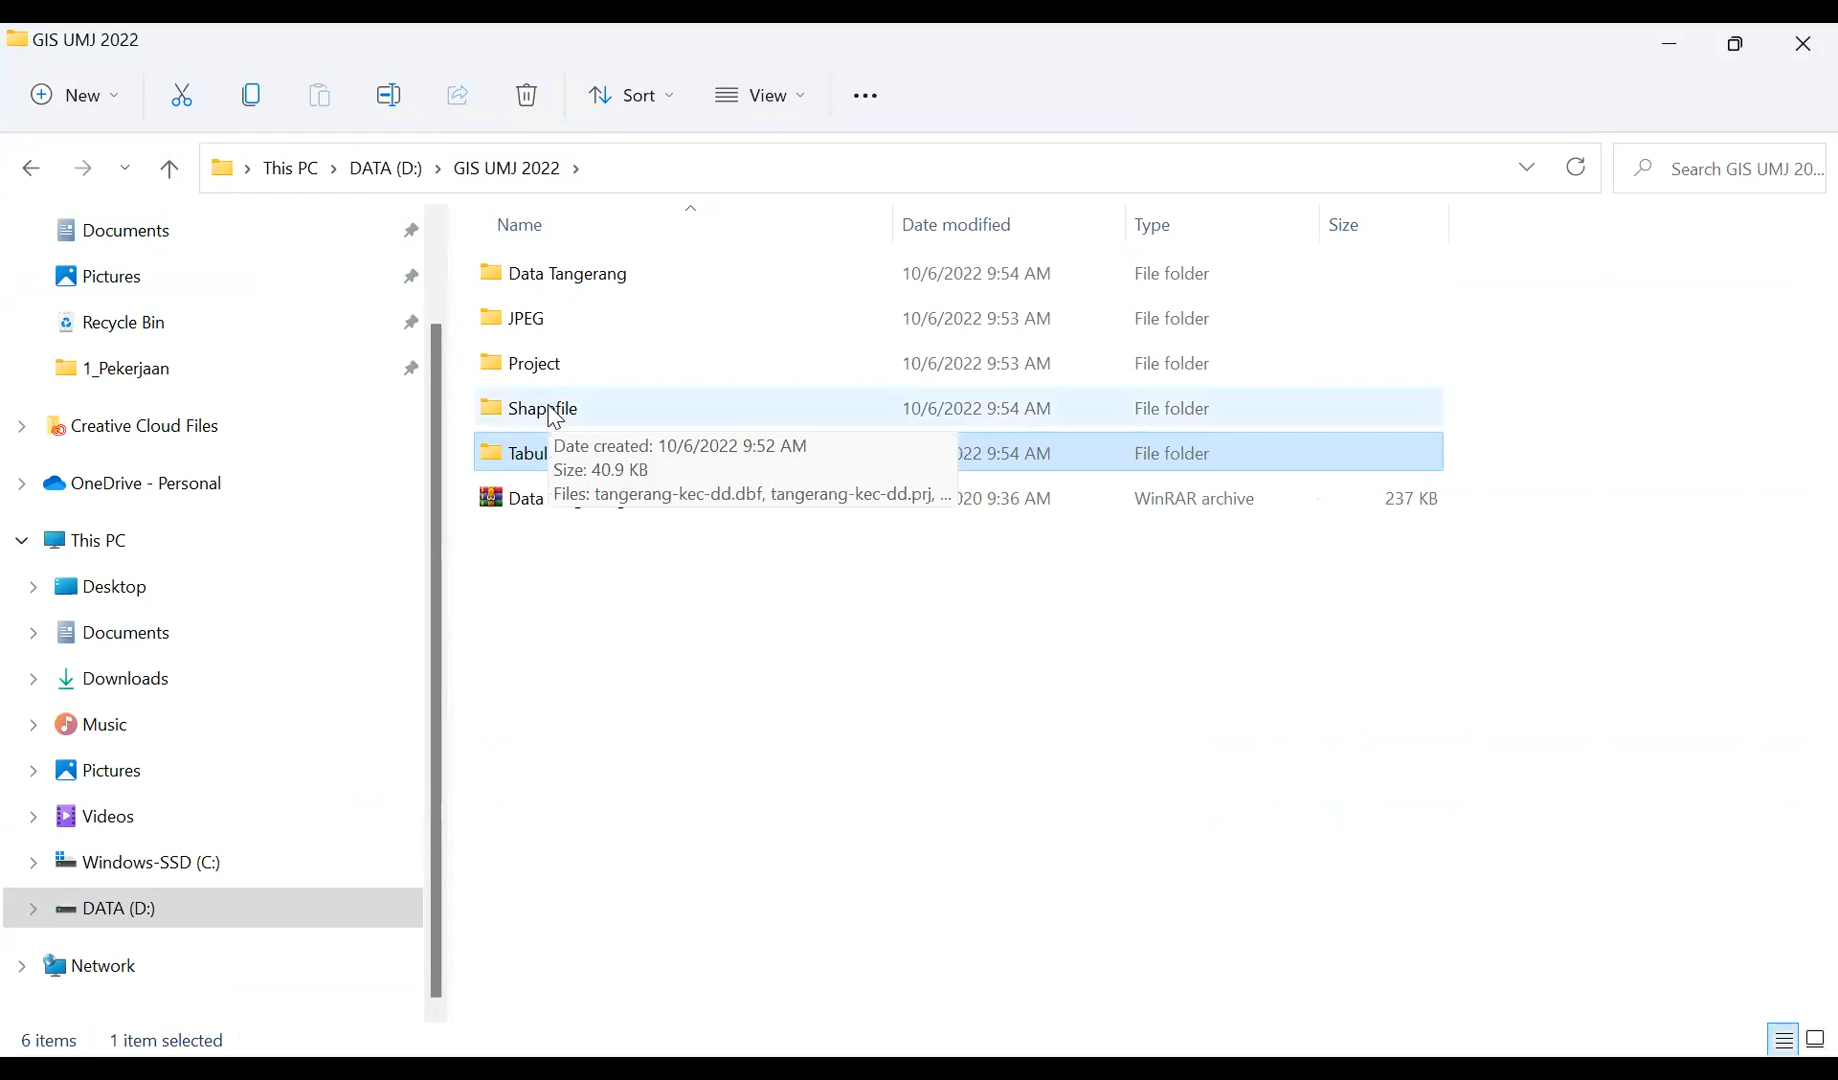 GIS UMJ 2022
New Sort View
This PC > DATA (D:) > GIS UMJ 2022 >
Search GIS UMJ 20...
Documents
Pictures
Recycle Bin
1_Pekerjaan
Creative Cloud Files
OneDrive - Personal
This PC
Desktop
Documents
Downloads
Music
Pictures
Videos
Windows-SSD (C:)
DATA (D:)
Network
Name Date modified Type Size
Data Tangerang 10/6/2022 9:54 AM File folder
JPEG 10/6/2022 9:53 AM File folder
Project 10/6/2022 9:53 AM File folder
Shapefile 10/6/2022 9:54 AM File folder
Tabul 022 9:54 AM File folder
Data 020 9:36 AM WinRAR archive 237 KB
Date created: 10/6/2022 9:52 AM
Size: 40.9 KB
Files: tangerang-kec-dd.dbf, tangerang-kec-dd.prj, ...
6 items 1 item selected